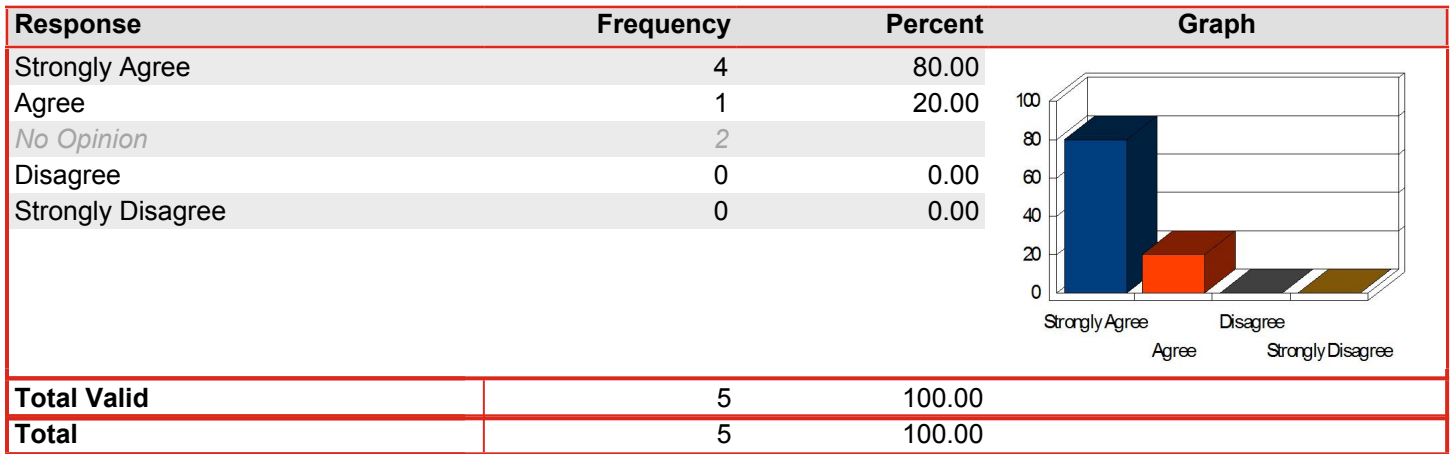 Response Frequency Percent Graph
Strongly Agree 4 80.00
Agree 1 20.00
No Opinion 2
Disagree 0 0.00
Strongly Disagree 0 0.00
100
80
60
40
20
0
Strongly Agree Disagree
Agree Strongly Disagree
Total Valid 5 100.00
Total 5 100.00